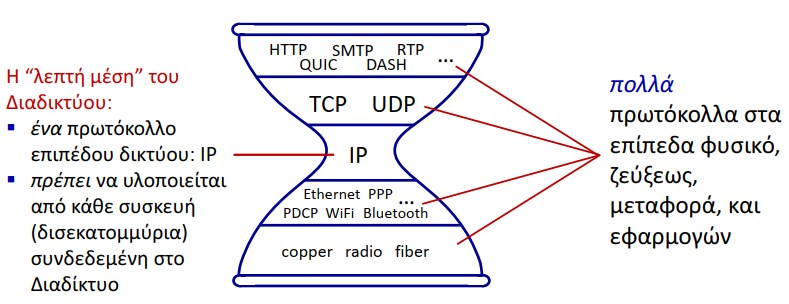 Η “λεπτή μέση” του
Διαδικτύου:
▪ ένα πρωτόκολλο
επιπέδου δικτύου: IP
▪ πρέπει να υλοποιείται
από κάθε συσκευή
(δισεκατομμύρια)
συνδεδεμένη στο
Διαδίκτυο
HTTP SMTP RTP
QUIC DASH ...
TCP UDP
IP
Ethernet PPP ...
PDCP WiFi Bluetooth
copper radio fiber
πολλά
πρωτόκολλα στα
επίπεδα φυσικό,
ζεύξεως,
μεταφορά, και
εφαρμογών